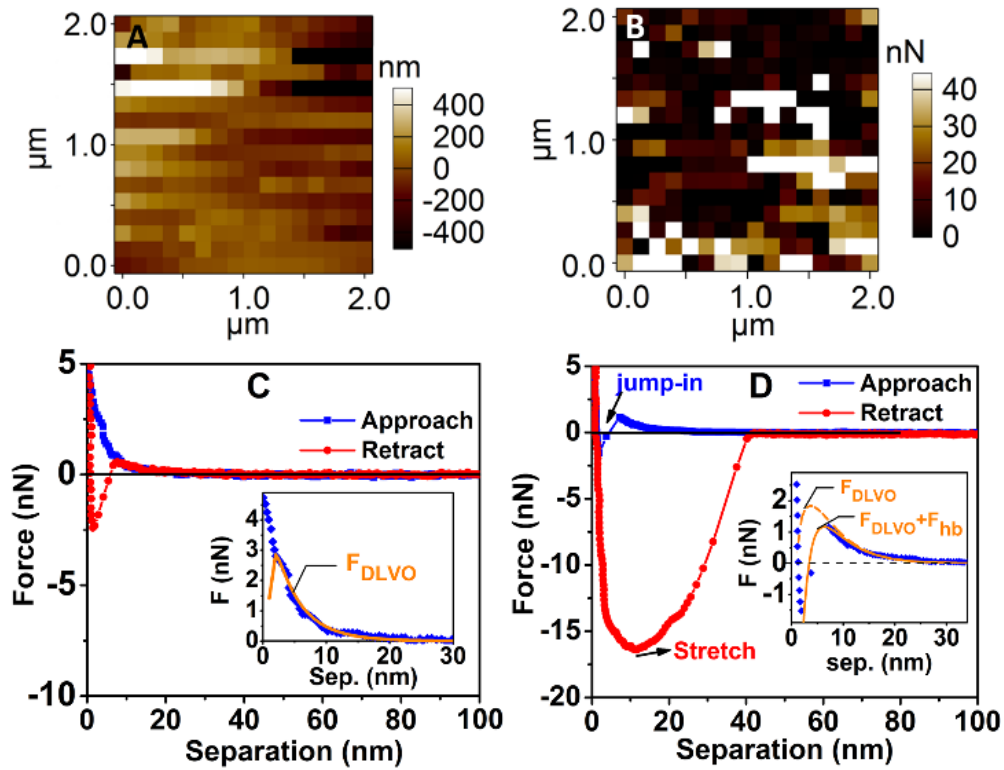 A
2.0
1.0
0.0
µm
0.0
1.0
2.0
µm
nm
400
200
0
-200
-400
B
2.0
1.0
0.0
µm
0.0
1.0
2.0
µm
nN
40
30
20
10
0
C
5
0
-5
-10
Force (nN)
Approach
Retract
4
3
2
1
0
F (nN)
F_DLVO
0
10
20
30
Sep. (nm)
0
20
40
60
80
100
Separation (nm)
D
5
0
-5
-10
-15
-20
Force (nN)
jump-in
Approach
Retract
2
1
0
-1
F (nN)
F_DLVO
F_DLVO+F_hb
0
10
20
30
sep. (nm)
Stretch
0
20
40
60
80
100
Separation (nm)